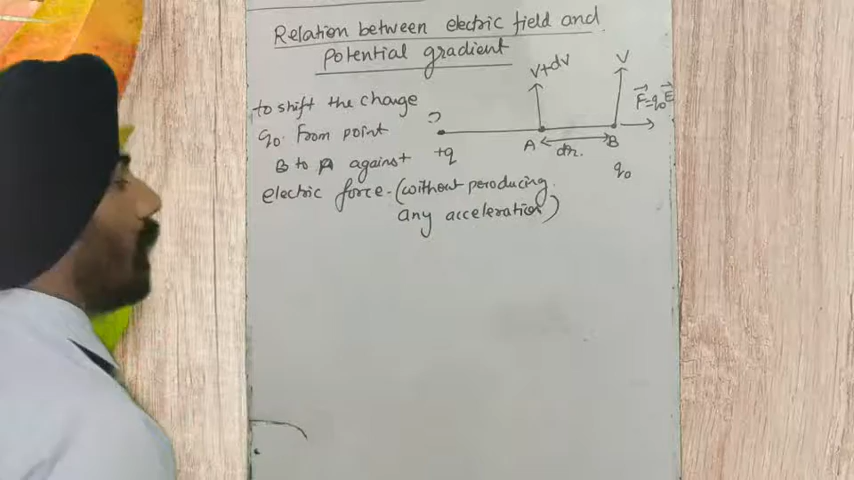 Relation between electric field and
Potential gradient
V+dV
V
to shift the charge
q₀. From point
B to A against
electric force. (without peroducing
any acceleration)
+q
A
B
dr.
F⃗=q₀E⃗
q₀